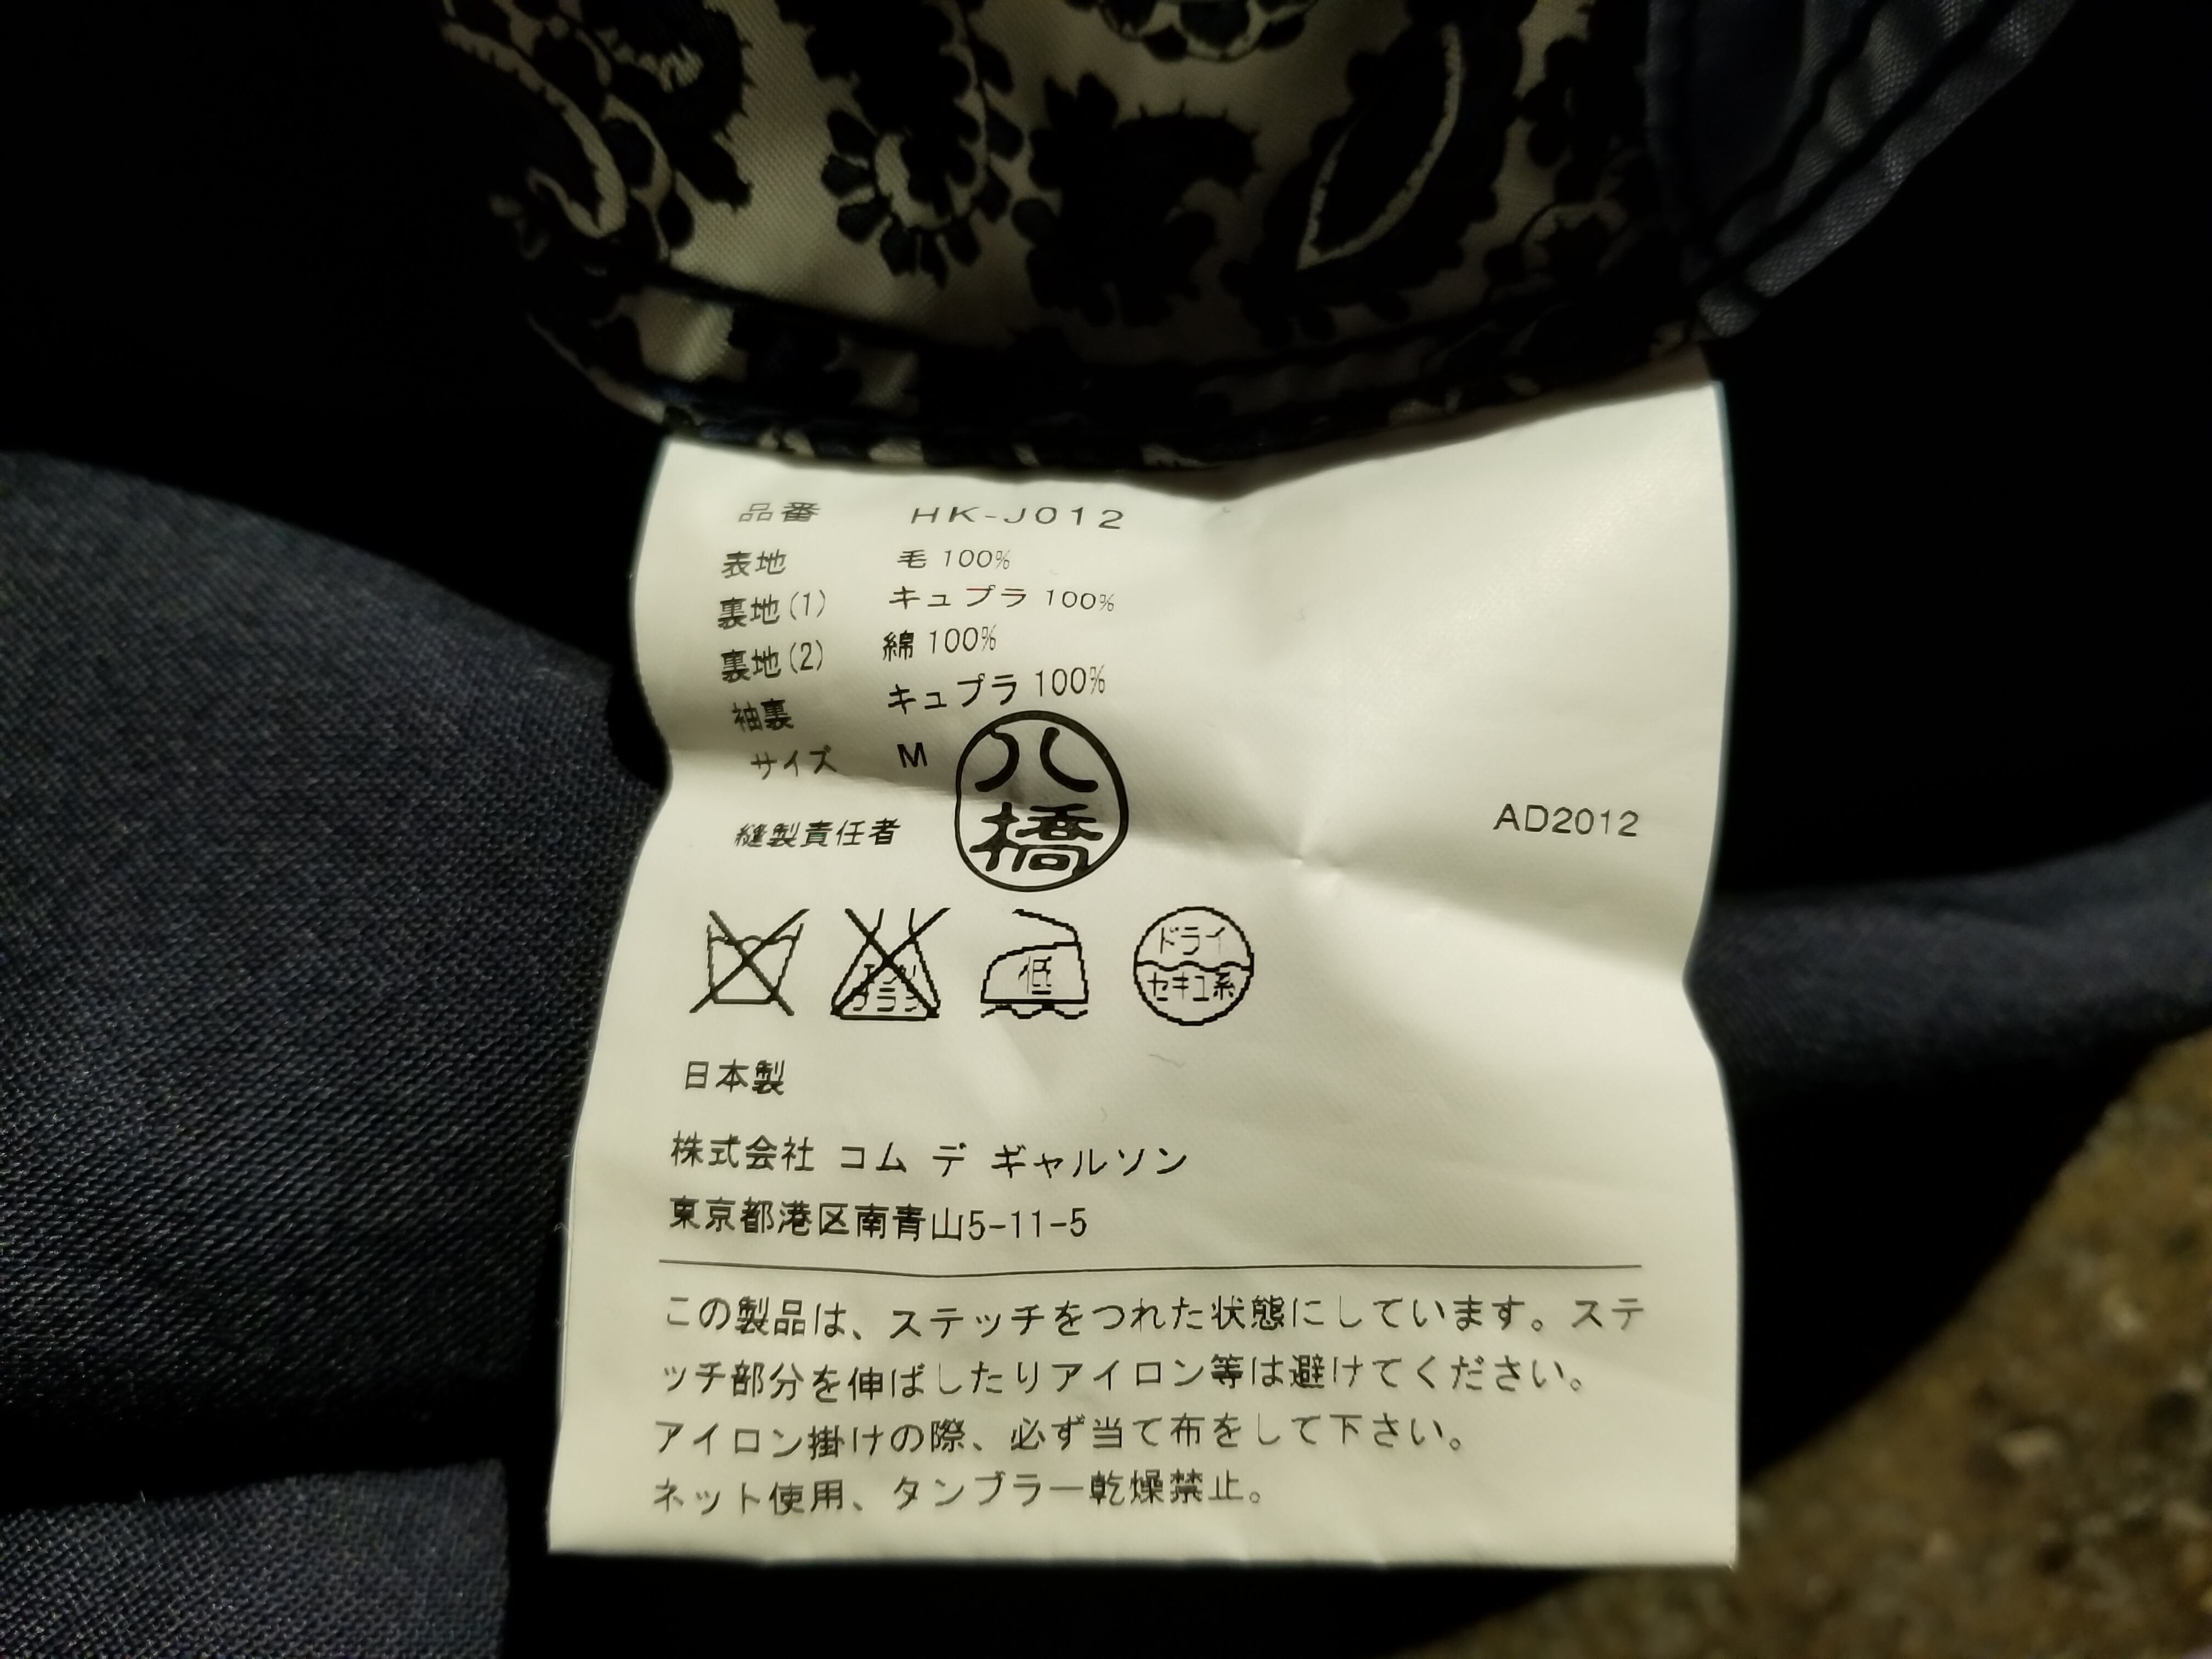 品番 HK-J012
表地 毛 100%
裏地(1) キュプラ 100%
裏地(2) 綿 100%
袖裏 キュプラ 100%
サイズ M
縫製責任者 八橋
AD2012
エンソ
サラシ
低
ドライ
セキユ系
日本製
株式会社 コム デ ギャルソン
東京都港区南青山5-11-5
この製品は、ステッチをつれた状態にしています。ステ
ッチ部分を伸ばしたりアイロン等は避けてください。
アイロン掛けの際、必ず当て布をして下さい。
ネット使用、タンブラー乾燥禁止。